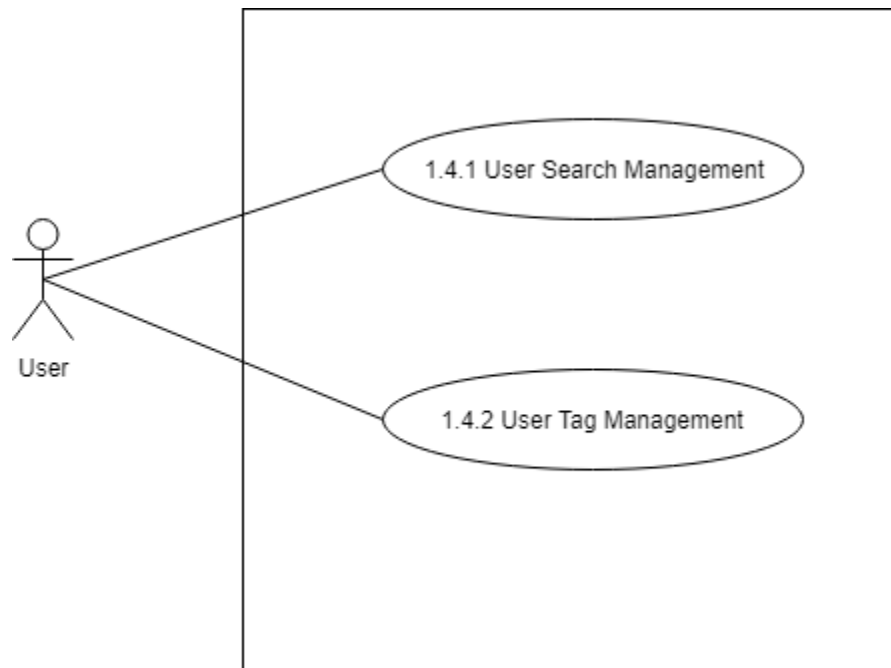 1.4.1 User Search Management
User
1.4.2 User Tag Management